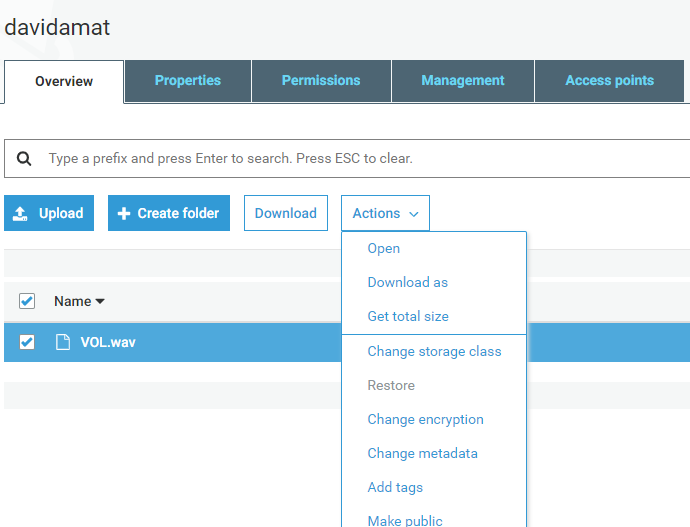 davidamat
Overview Properties Permissions Management Access points
Type a prefix and press Enter to search. Press ESC to clear.
Upload Create folder Download Actions
Open
Download as
Get total size
Name
VOL.wav
Change storage class
Restore
Change encryption
Change metadata
Add tags
Make public